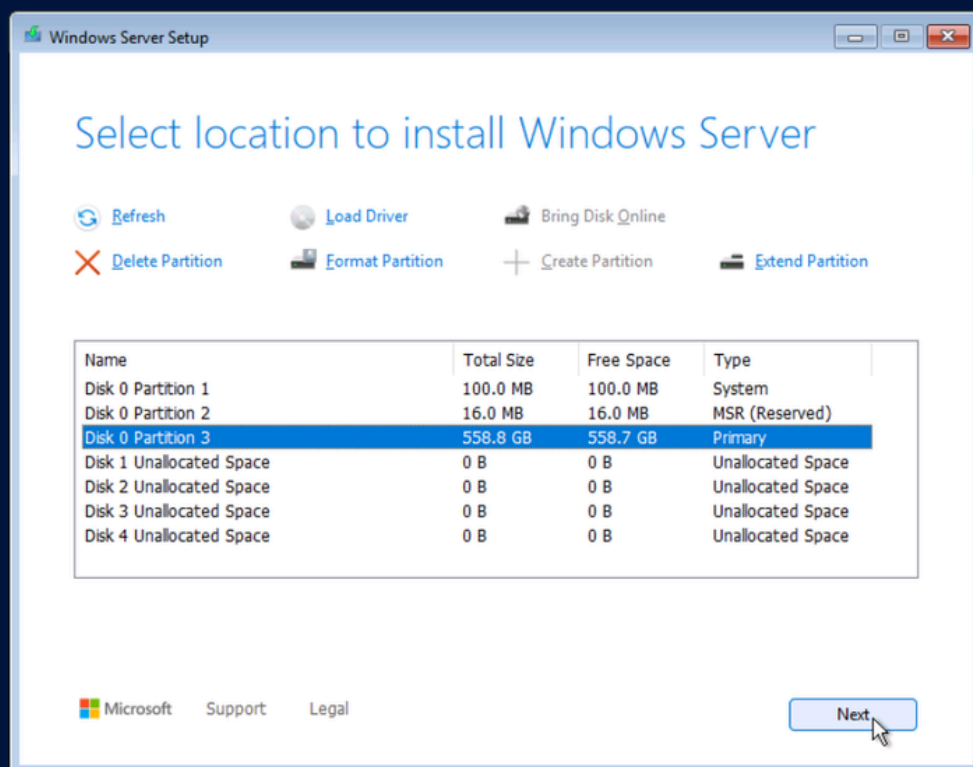 Windows Server Setup
Select location to install Windows Server
Refresh Load Driver Bring Disk Online
Delete Partition Format Partition Create Partition Extend Partition
Name Total Size Free Space Type
Disk 0 Partition 1 100.0 MB 100.0 MB System
Disk 0 Partition 2 16.0 MB 16.0 MB MSR (Reserved)
Disk 0 Partition 3 558.8 GB 558.7 GB Primary
Disk 1 Unallocated Space 0 B 0 B Unallocated Space
Disk 2 Unallocated Space 0 B 0 B Unallocated Space
Disk 3 Unallocated Space 0 B 0 B Unallocated Space
Disk 4 Unallocated Space 0 B 0 B Unallocated Space
Microsoft Support Legal Next